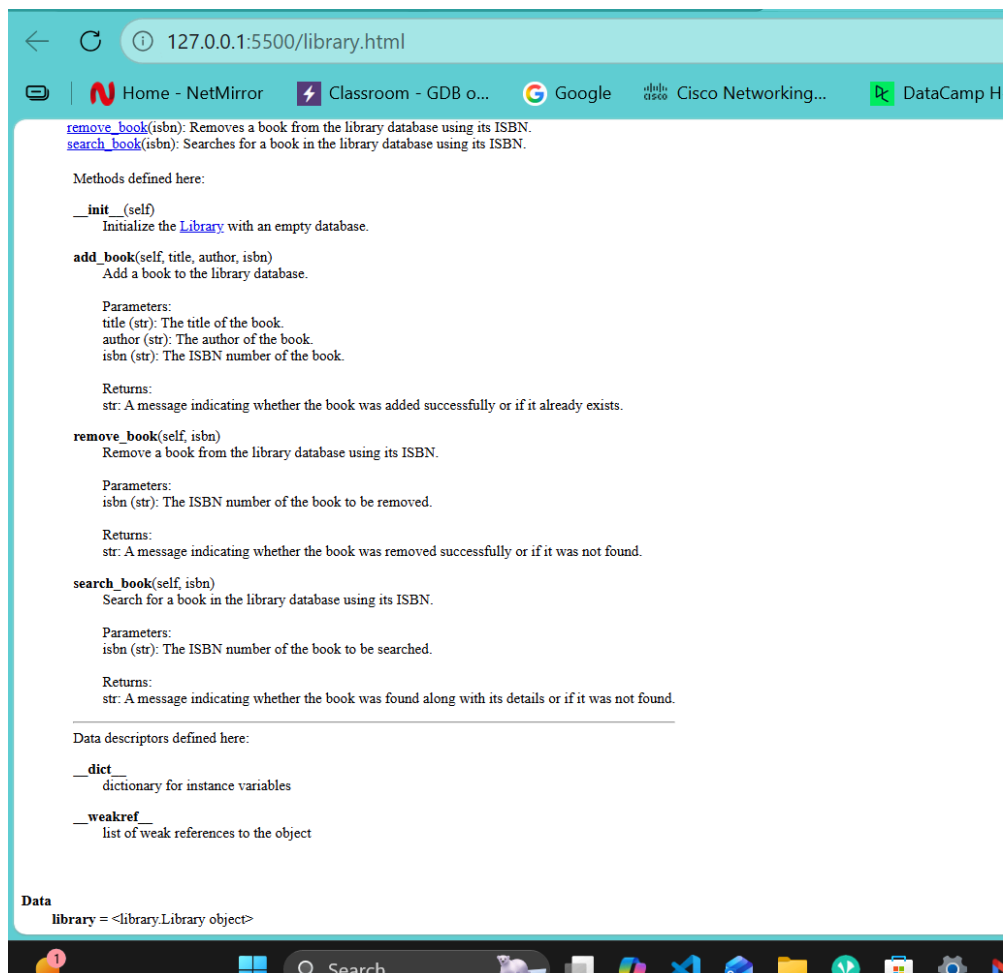 127.0.0.1:5500/library.html
Home - NetMirror Classroom - GDB o... Google Cisco Networking... DataCamp H
remove_book(isbn): Removes a book from the library database using its ISBN.
search_book(isbn): Searches for a book in the library database using its ISBN.
Methods defined here:
__init__(self)
Initialize the Library with an empty database.
add_book(self, title, author, isbn)
Add a book to the library database.
Parameters:
title (str): The title of the book.
author (str): The author of the book.
isbn (str): The ISBN number of the book.
Returns:
str: A message indicating whether the book was added successfully or if it already exists.
remove_book(self, isbn)
Remove a book from the library database using its ISBN.
Parameters:
isbn (str): The ISBN number of the book to be removed.
Returns:
str: A message indicating whether the book was removed successfully or if it was not found.
search_book(self, isbn)
Search for a book in the library database using its ISBN.
Parameters:
isbn (str): The ISBN number of the book to be searched.
Returns:
str: A message indicating whether the book was found along with its details or if it was not found.
Data descriptors defined here:
__dict__
dictionary for instance variables
__weakref__
list of weak references to the object
Data
library = <library.Library object>
1
Search